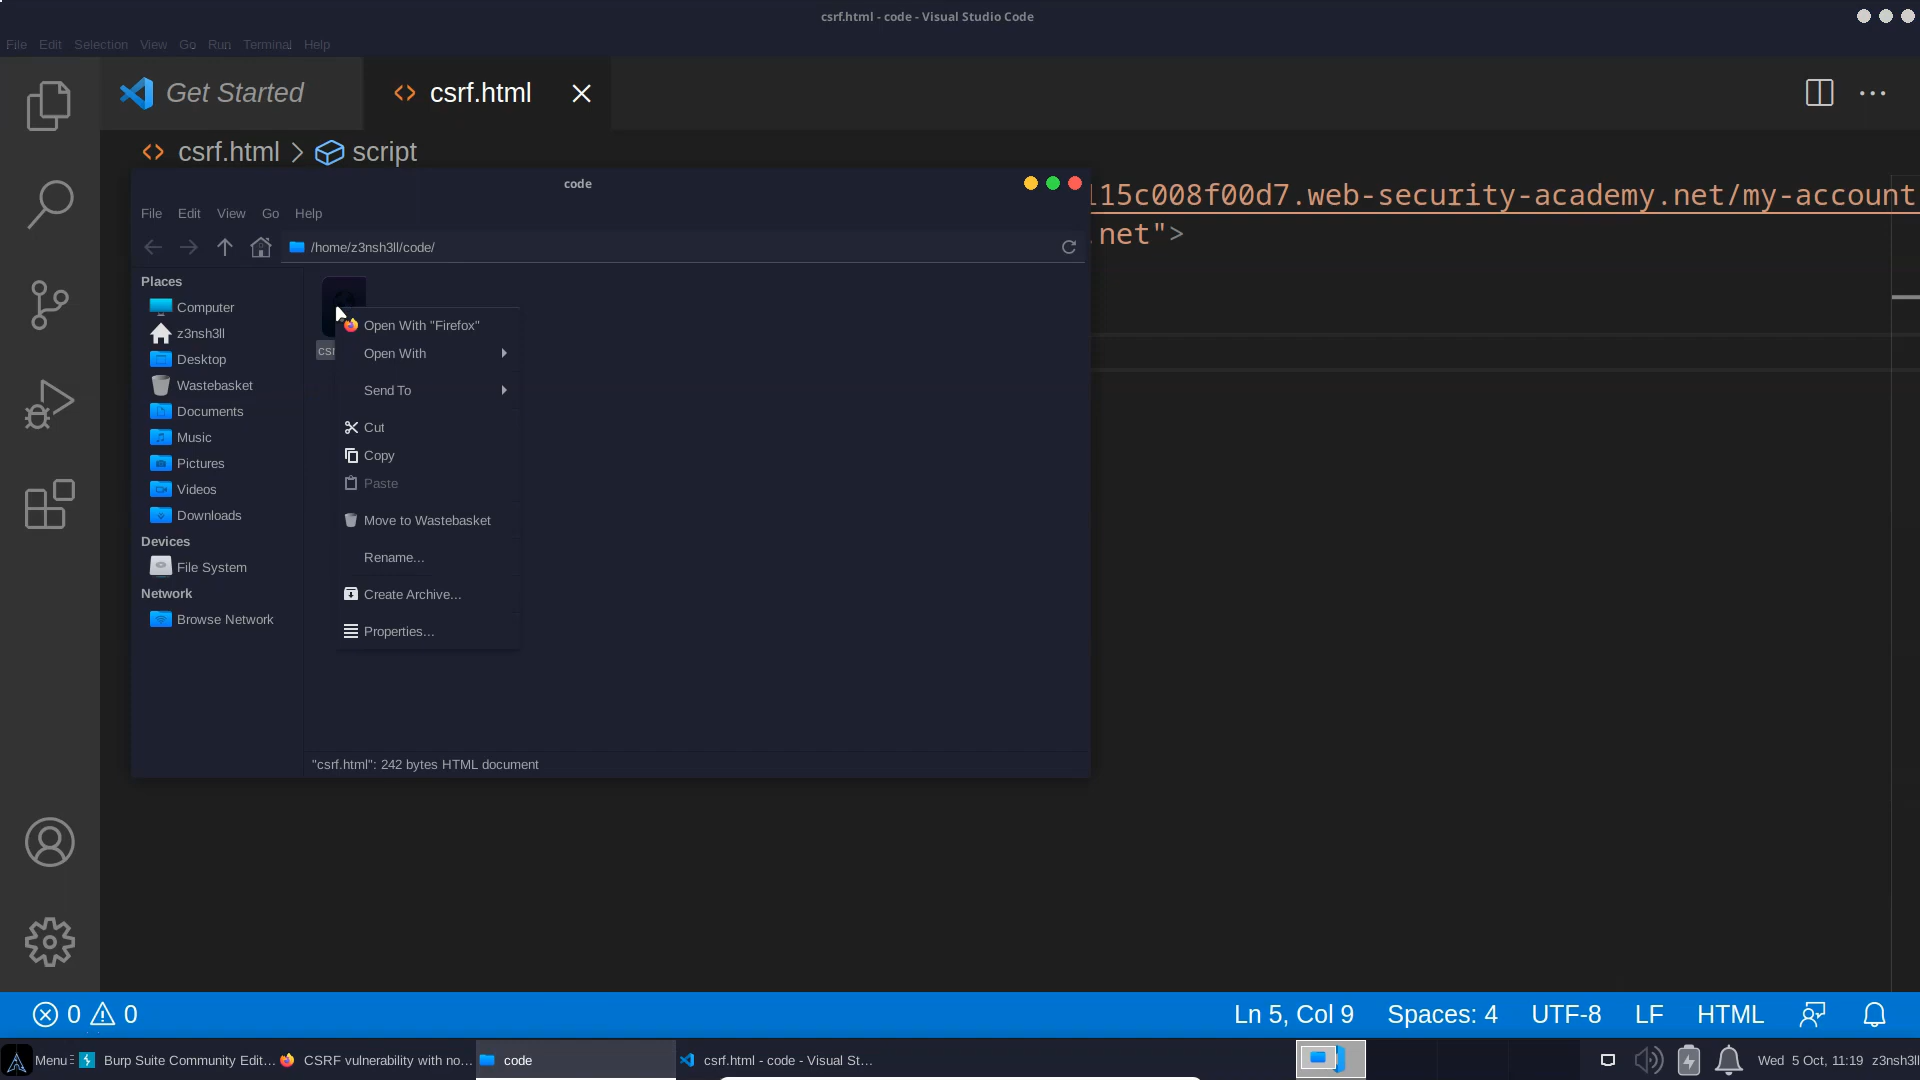 csrf.html - code - Visual Studio Code
File Edit Selection View Go Run Terminal Help
Get Started
csrf.html
csrf.html > script
code
115c008f00d7.web-security-academy.net/my-account
.net">
File Edit View Go Help
/home/z3nsh3ll/code/
Places
Computer
z3nsh3ll
Desktop
Wastebasket
Documents
Music
Pictures
Videos
Downloads
Devices
File System
Network
Browse Network
csr
Open With "Firefox"
Open With
Send To
Cut
Copy
Paste
Move to Wastebasket
Rename...
Create Archive...
Properties...
"csrf.html": 242 bytes HTML document
0 0
Ln 5, Col 9 Spaces: 4 UTF-8 LF HTML
Menu Burp Suite Community Edit... CSRF vulnerability with no... code csrf.html - code - Visual St... Wed 5 Oct, 11:19 z3nsh3ll